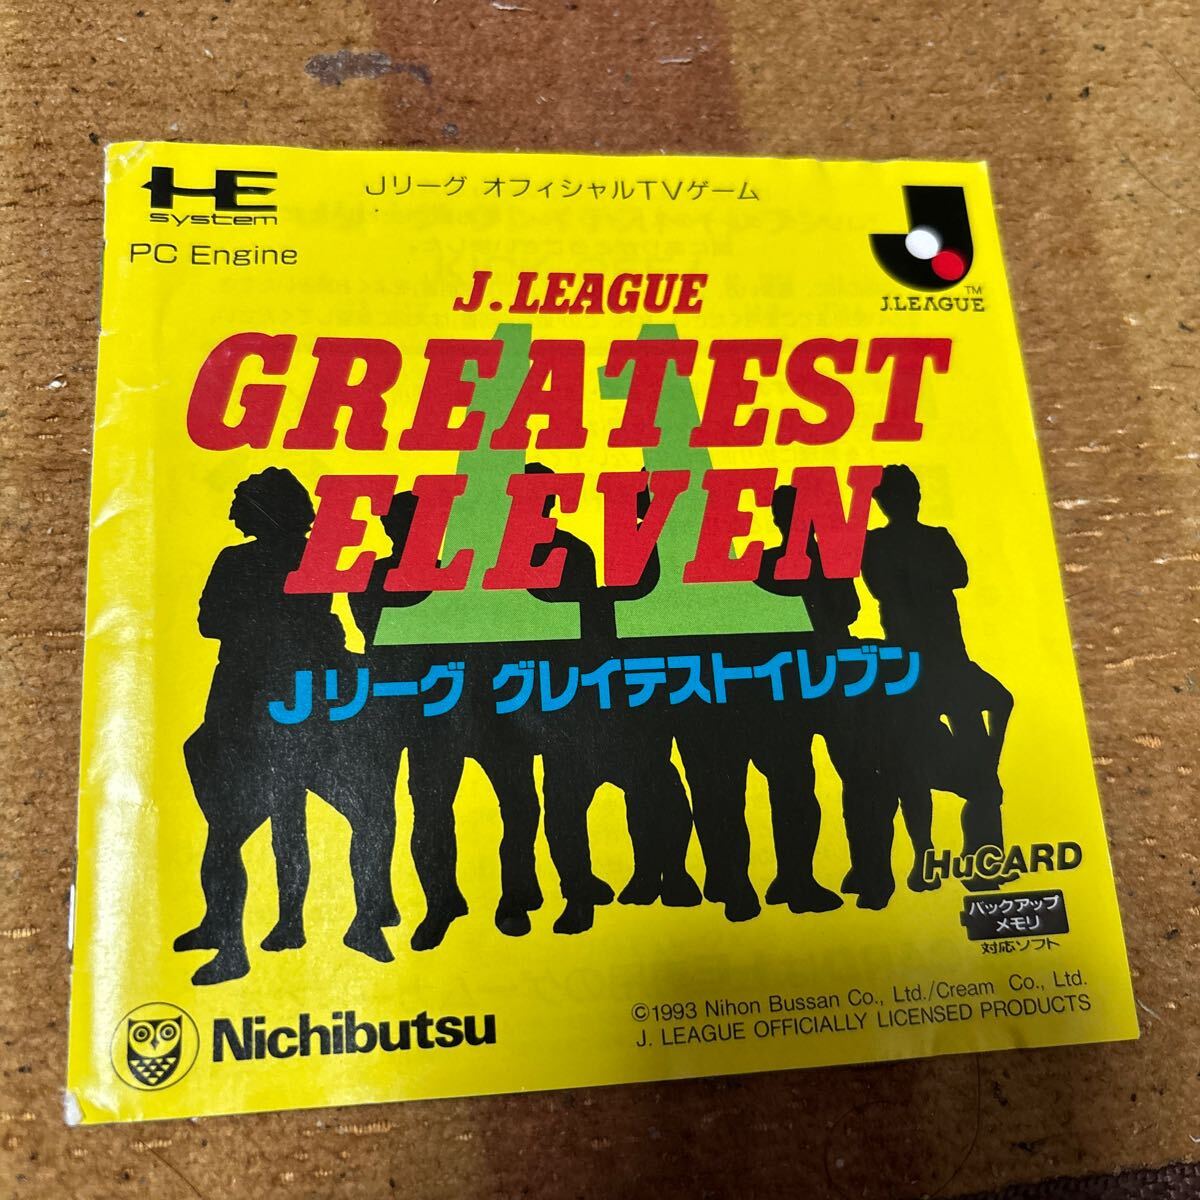 HE
system
PC Engine
Jリーグ オフィシャルTVゲーム
TM
J.LEAGUE
J.LEAGUE
GREATEST
ELEVEN
11
Jリーグ グレイテストイレブン
HuCARD
バックアップ
メモリ
対応ソフト
©1993 Nihon Bussan Co., Ltd./Cream Co., Ltd.
J. LEAGUE OFFICIALLY LICENSED PRODUCTS
Nichibutsu